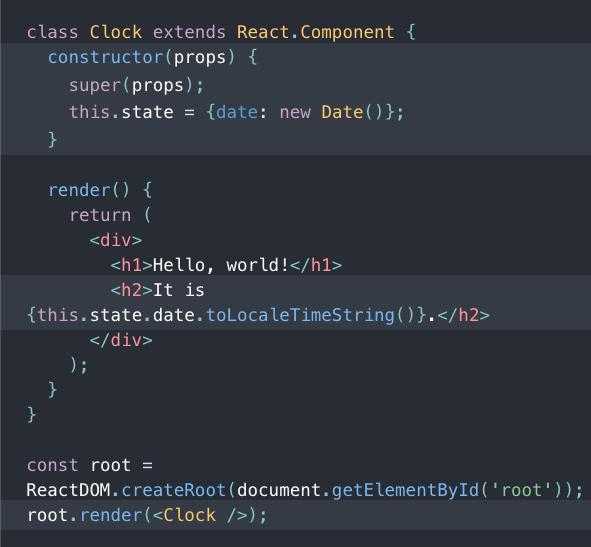 class Clock extends React.Component {
  constructor(props) {
    super(props);
    this.state = {date: new Date()};
  }

  render() {
    return (
      <div>
        <h1>Hello, world!</h1>
        <h2>It is
{this.state.date.toLocaleTimeString()}.</h2>
      </div>
    );
  }
}

const root =
ReactDOM.createRoot(document.getElementById('root'));
root.render(<Clock />);